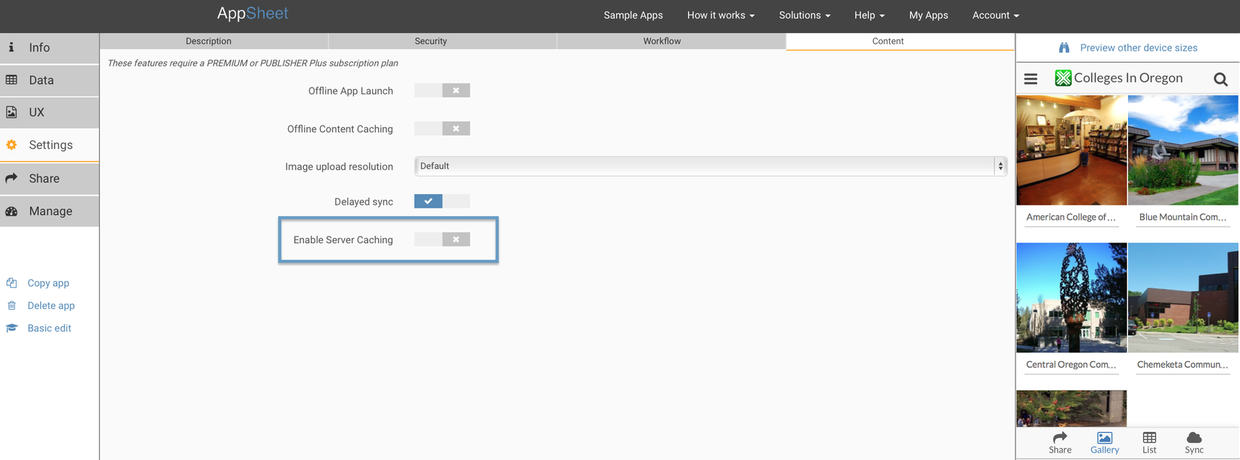 AppSheet
Sample Apps How it works Solutions Help My Apps Account
Info
Data
UX
Settings
Share
Manage
Copy app
Delete app
Basic edit
Description Security Workflow Content
These features require a PREMIUM or PUBLISHER Plus subscription plan
Offline App Launch
Offline Content Caching
Image upload resolution Default
Delayed sync
Enable Server Caching
Preview other device sizes
Colleges In Oregon
American College of ... Blue Mountain Com...
Central Oregon Com... Chemeketa Commun...
Share Gallery List Sync